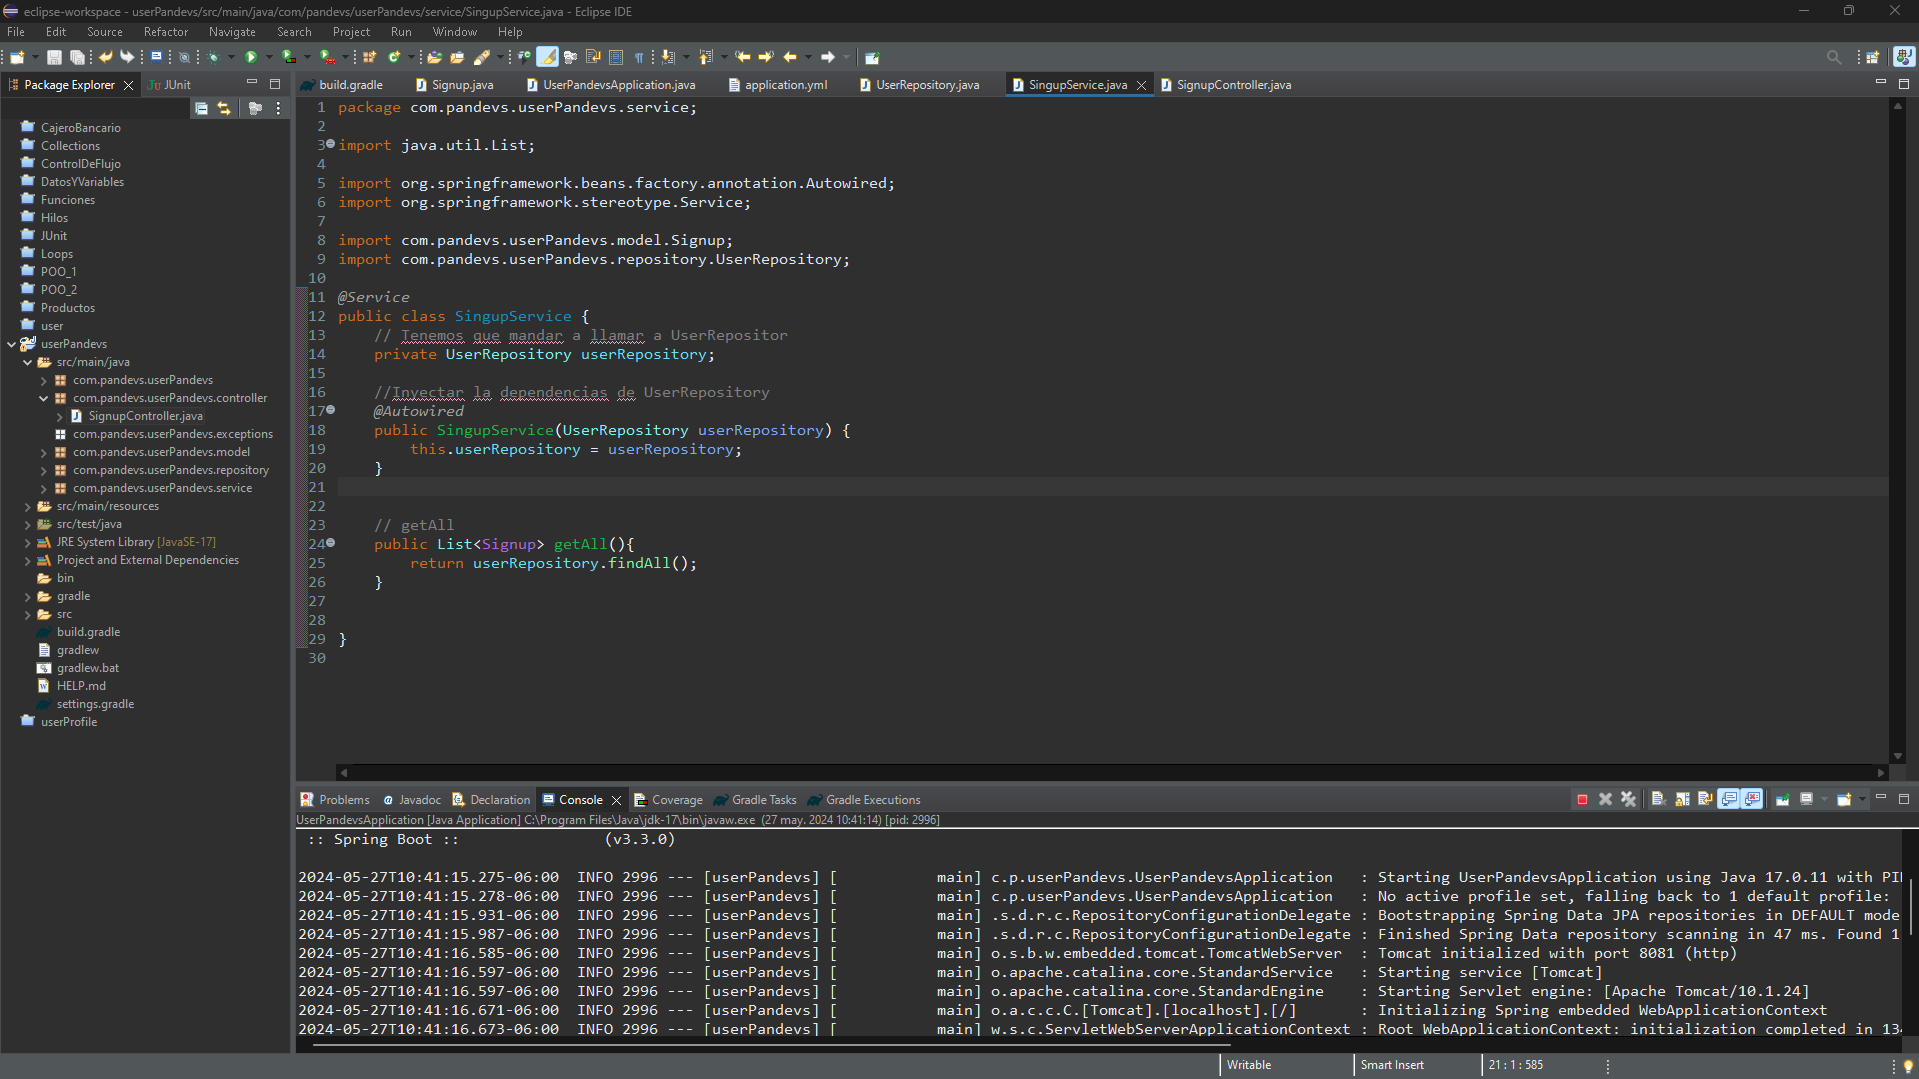 eclipse-workspace - userPandevs/src/main/java/com/pandevs/userPandevs/service/SingupService.java - Eclipse IDE
File Edit Source Refactor Navigate Search Project Run Window Help
Package Explorer
JUnit
build.gradle
Signup.java
UserPandevsApplication.java
application.yml
UserRepository.java
SingupService.java
SignupController.java
CajeroBancario
Collections
ControlDeFlujo
DatosYVariables
Funciones
Hilos
JUnit
Loops
POO_1
POO_2
Productos
user
userPandevs
src/main/java
com.pandevs.userPandevs
com.pandevs.userPandevs.controller
SignupController.java
com.pandevs.userPandevs.exceptions
com.pandevs.userPandevs.model
com.pandevs.userPandevs.repository
com.pandevs.userPandevs.service
src/main/resources
src/test/java
JRE System Library [JavaSE-17]
Project and External Dependencies
bin
gradle
src
build.gradle
gradlew
gradlew.bat
HELP.md
settings.gradle
userProfile
1 package com.pandevs.userPandevs.service;
2
3 import java.util.List;
4
5 import org.springframework.beans.factory.annotation.Autowired;
6 import org.springframework.stereotype.Service;
7
8 import com.pandevs.userPandevs.model.Signup;
9 import com.pandevs.userPandevs.repository.UserRepository;
10
11 @Service
12 public class SingupService {
13 // Tenemos que mandar a llamar a UserRepositor
14 private UserRepository userRepository;
15
16 //Inyectar la dependencias de UserRepository
17 @Autowired
18 public SingupService(UserRepository userRepository) {
19 this.userRepository = userRepository;
20 }
21
22
23 // getAll
24 public List<Signup> getAll(){
25 return userRepository.findAll();
26 }
27
28
29 }
30
Problems
Javadoc
Declaration
Console
Coverage
Gradle Tasks
Gradle Executions
UserPandevsApplication [Java Application] C:\Program Files\Java\jdk-17\bin\javaw.exe (27 may. 2024 10:41:14) [pid: 2996]
:: Spring Boot :: (v3.3.0)
2024-05-27T10:41:15.275-06:00 INFO 2996 --- [userPandevs] [ main] c.p.userPandevs.UserPandevsApplication : Starting UserPandevsApplication using Java 17.0.11 with PI
2024-05-27T10:41:15.278-06:00 INFO 2996 --- [userPandevs] [ main] c.p.userPandevs.UserPandevsApplication : No active profile set, falling back to 1 default profile:
2024-05-27T10:41:15.931-06:00 INFO 2996 --- [userPandevs] [ main] .s.d.r.c.RepositoryConfigurationDelegate : Bootstrapping Spring Data JPA repositories in DEFAULT mode
2024-05-27T10:41:15.987-06:00 INFO 2996 --- [userPandevs] [ main] .s.d.r.c.RepositoryConfigurationDelegate : Finished Spring Data repository scanning in 47 ms. Found 1
2024-05-27T10:41:16.585-06:00 INFO 2996 --- [userPandevs] [ main] o.s.b.w.embedded.tomcat.TomcatWebServer : Tomcat initialized with port 8081 (http)
2024-05-27T10:41:16.597-06:00 INFO 2996 --- [userPandevs] [ main] o.apache.catalina.core.StandardService : Starting service [Tomcat]
2024-05-27T10:41:16.597-06:00 INFO 2996 --- [userPandevs] [ main] o.apache.catalina.core.StandardEngine : Starting Servlet engine: [Apache Tomcat/10.1.24]
2024-05-27T10:41:16.671-06:00 INFO 2996 --- [userPandevs] [ main] o.a.c.c.C.[Tomcat].[localhost].[/] : Initializing Spring embedded WebApplicationContext
2024-05-27T10:41:16.673-06:00 INFO 2996 --- [userPandevs] [ main] w.s.c.ServletWebServerApplicationContext : Root WebApplicationContext: initialization completed in 13
Writable
Smart Insert
21 : 1 : 585